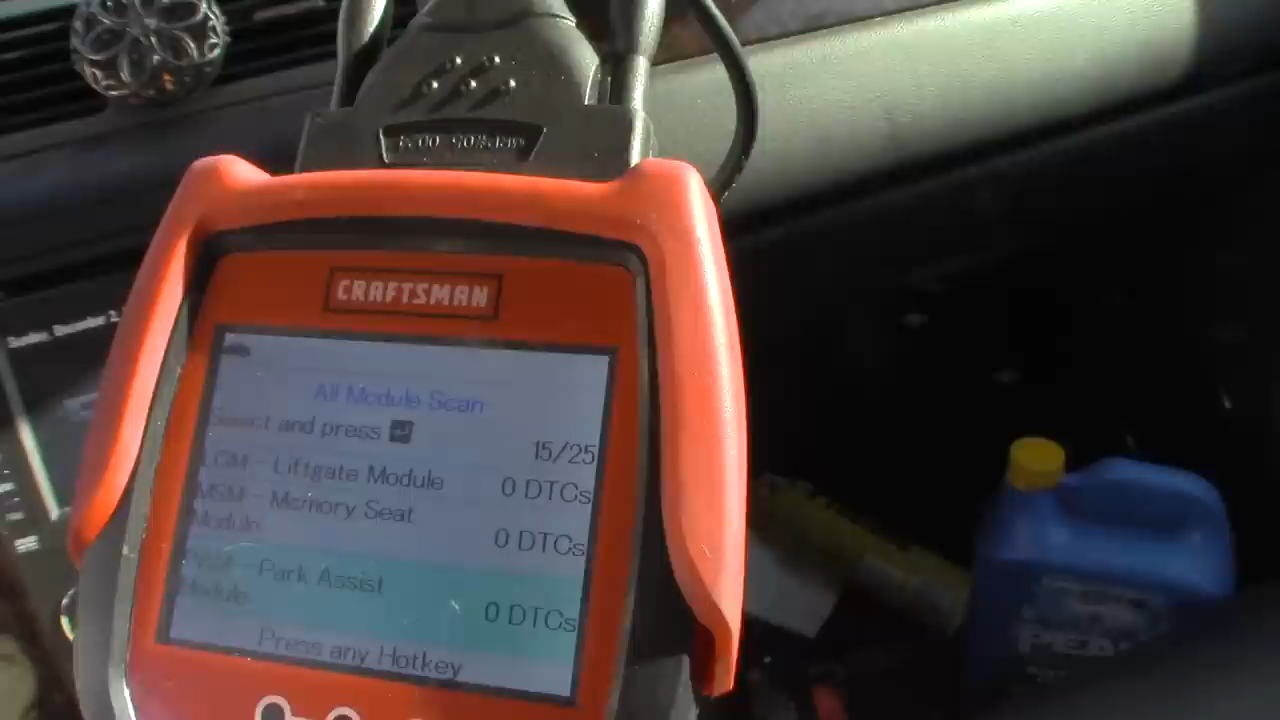 CRAFTSMAN
All Module Scan
Select and press
15/25
LGM - Liftgate Module
0 DTCs
MSM - Memory Seat
Module
0 DTCs
Park Assist
Module
0 DTCs
Press any Hotkey
PEAK